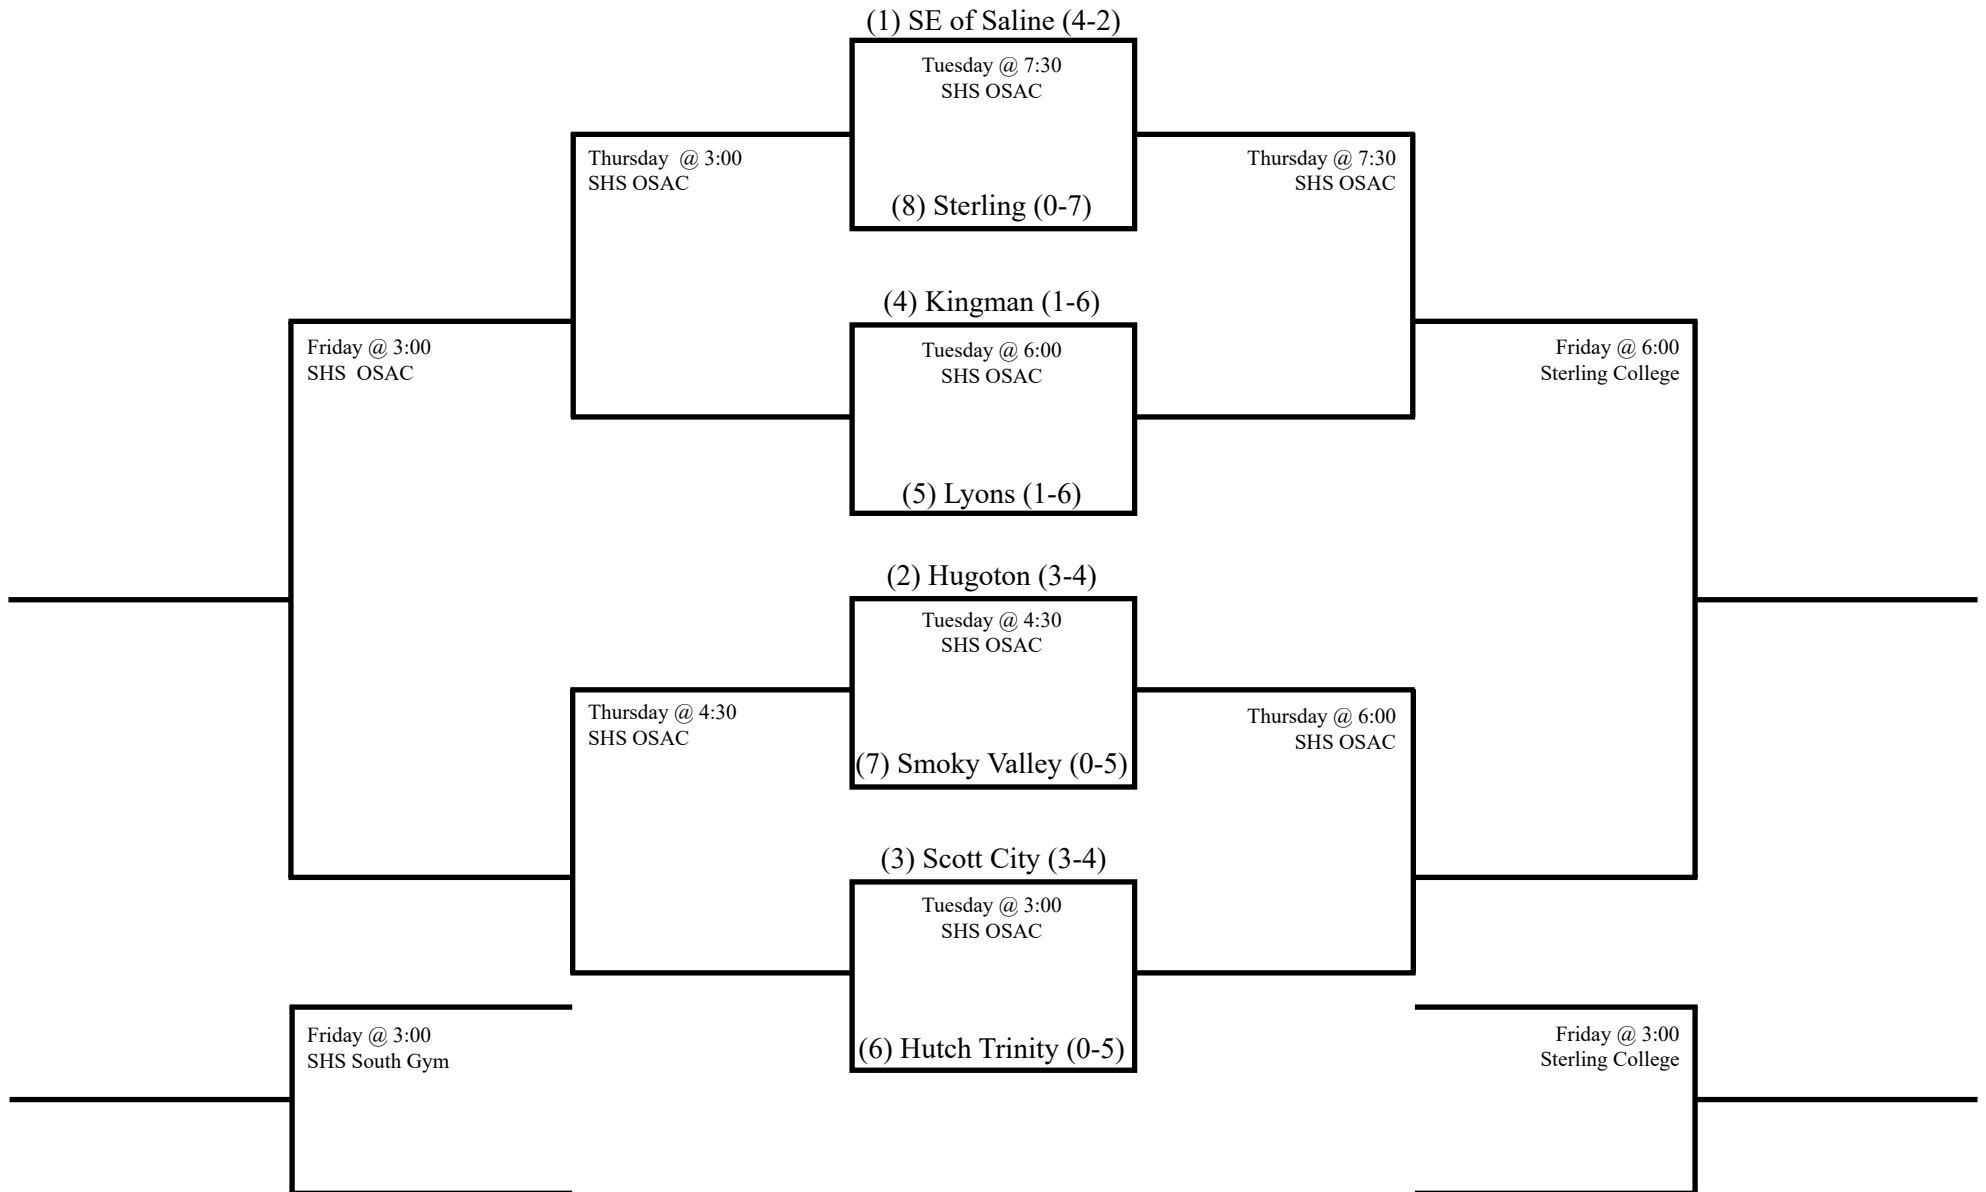 (1) SE of Saline (4-2)
Tuesday @ 7:30
SHS OSAC
Thursday  @ 3:00
SHS OSAC
Thursday @ 7:30
SHS OSAC
(8) Sterling (0-7)
(4) Kingman (1-6)
Friday @ 3:00
SHS  OSAC
Tuesday @ 6:00
SHS OSAC
Friday @ 6:00
Sterling College
(5) Lyons (1-6)
(2) Hugoton (3-4)
Tuesday @ 4:30
SHS OSAC
Thursday @ 4:30
SHS OSAC
Thursday @ 6:00
SHS OSAC
(7) Smoky Valley (0-5)
(3) Scott City (3-4)
Tuesday @ 3:00
SHS OSAC
Friday @ 3:00
SHS South Gym
(6) Hutch Trinity (0-5)
Friday @ 3:00
Sterling College